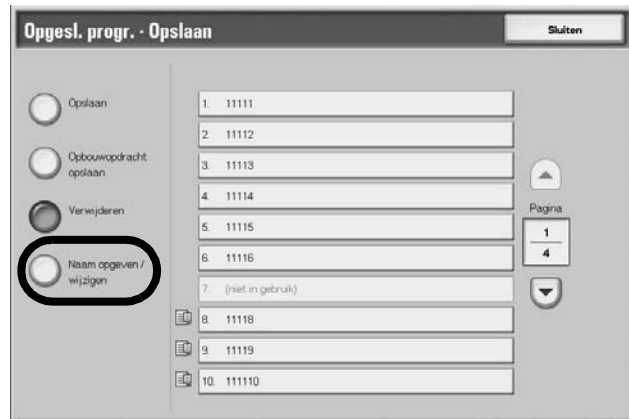 Opgesl. progr. · Opslaan
Sluiten
Opslaan
Opbouwopdracht
opslaan
Verwijderen
Naam opgeven /
wijzigen
1. 11111
2. 11112
3. 11113
4. 11114
5. 11115
6. 11116
7. (niet in gebruik)
8. 11118
9. 11119
10. 111110
Pagina
1
4